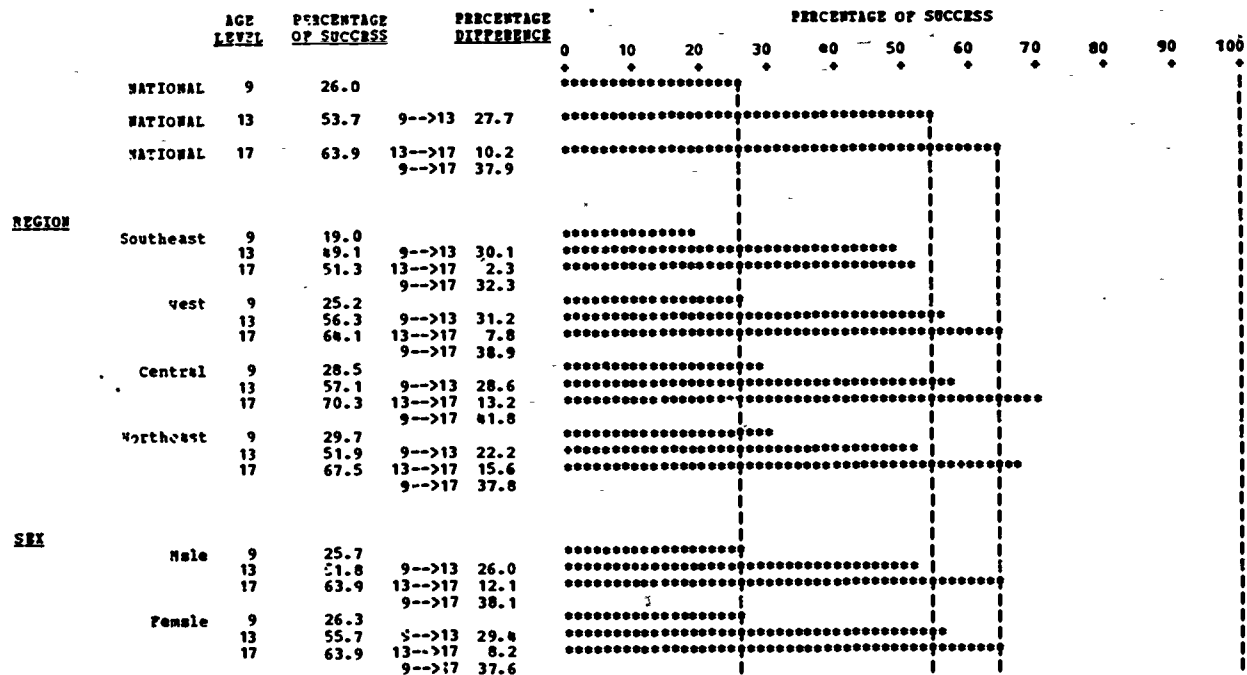 AGE PERCENTAGE PERCENTAGE PERCENTAGE OF SUCCESS
LEVEL OF SUCCESS DIFFERENCE
0 10 20 30 40 50 60 70 80 90 100
NATIONAL 9 26.0
NATIONAL 13 53.7 9-->13 27.7
NATIONAL 17 63.9 13-->17 10.2
9-->17 37.9
REGION
Southeast 9 19.0
13 49.1 9-->13 30.1
17 51.3 13-->17 2.3
9-->17 32.3
West 9 25.2
13 56.3 9-->13 31.2
17 64.1 13-->17 7.8
9-->17 38.9
Central 9 28.5
13 57.1 9-->13 28.6
17 70.3 13-->17 13.2
9-->17 41.8
Northeast 9 29.7
13 51.9 9-->13 22.2
17 67.5 13-->17 15.6
9-->17 37.8
SEX
Male 9 25.7
13 51.8 9-->13 26.0
17 63.9 13-->17 12.1
9-->17 38.1
Female 9 26.3
13 55.7 9-->13 29.4
17 63.9 13-->17 8.2
9-->17 37.6